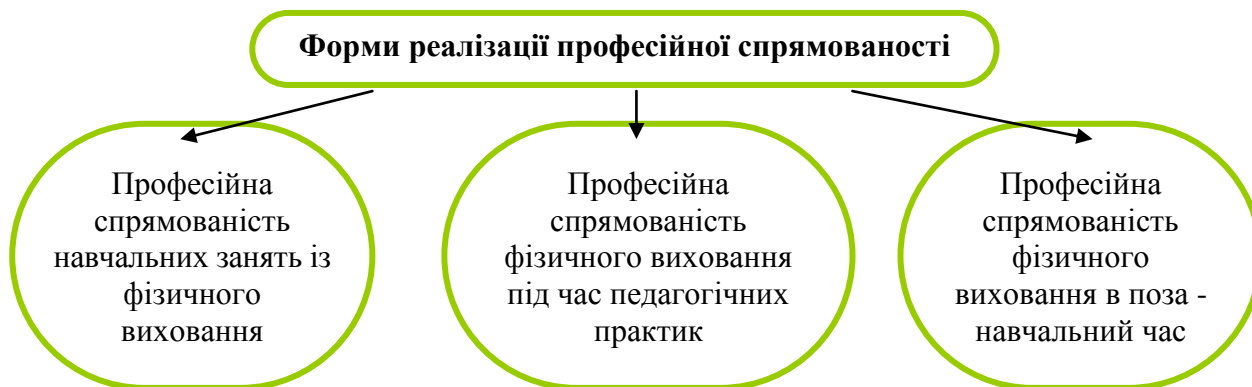 Форми реалізації професійної спрямованості
Професійна
спрямованість
навчальних занять із
фізичного
виховання
Професійна
спрямованість
фізичного виховання
під час педагогічних
практик
Професійна
спрямованість
фізичного
виховання в поза -
навчальний час